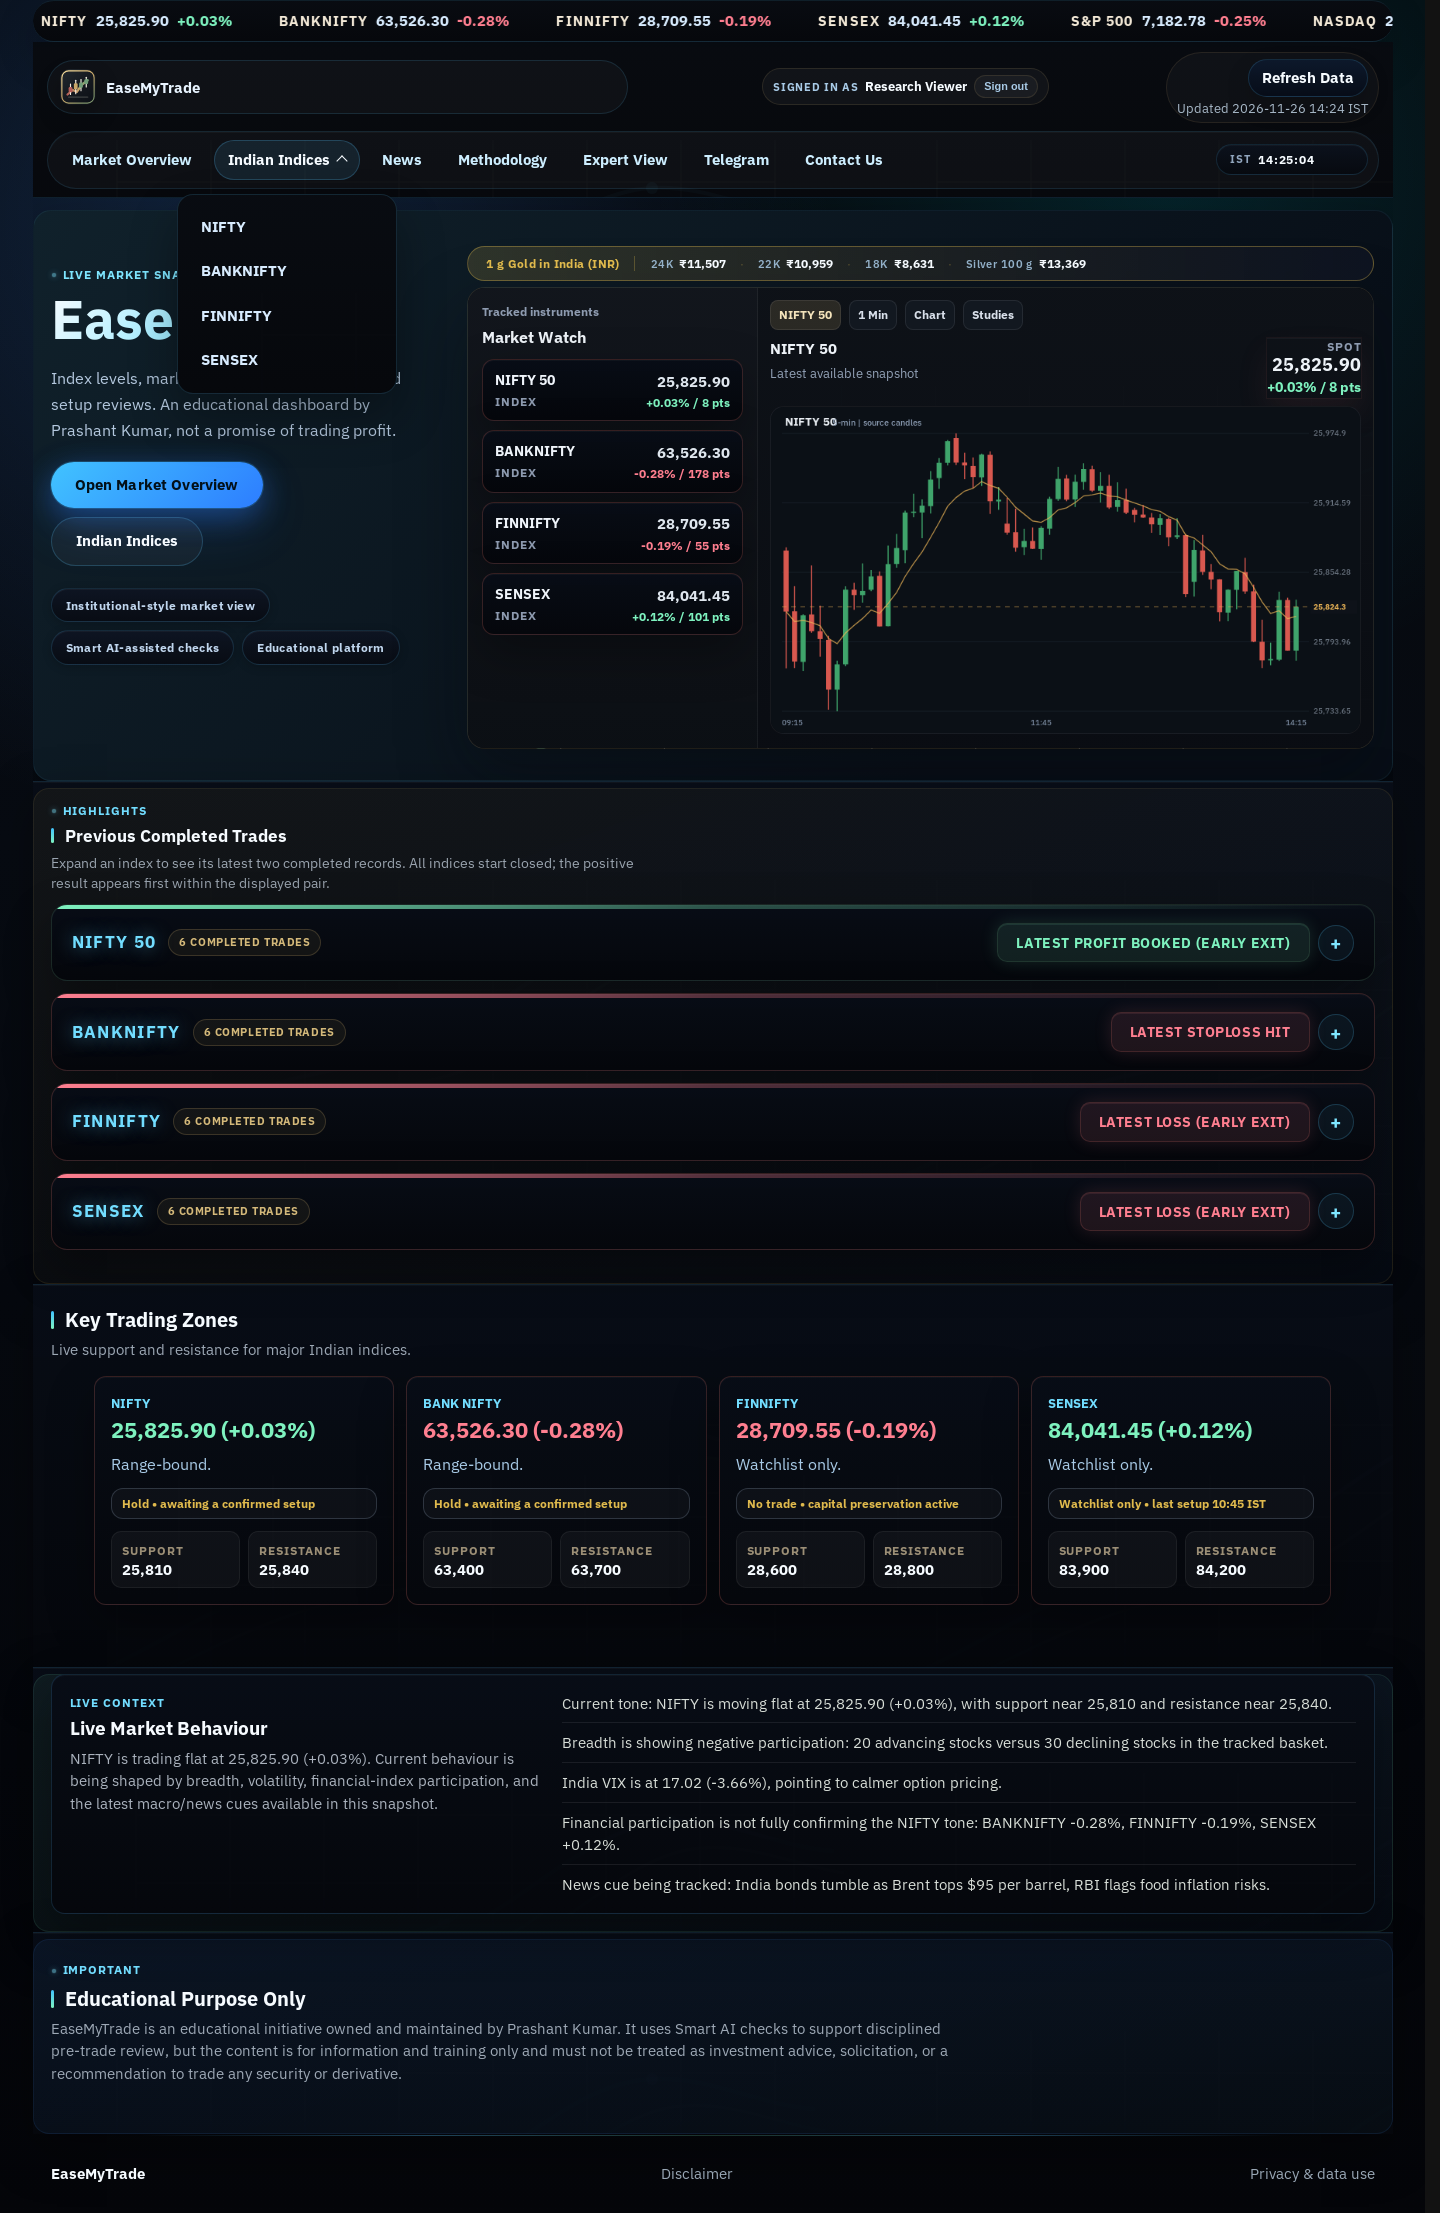 NIFTY 25,825.90 +0.03% BANKNIFTY 63,526.30 -0.28% FINNIFTY 28,709.55 -0.19% SENSEX 84,041.45 +0.12% S&P 500 7,182.78 -0.25% NASDAQ 2
EaseMyTrade
SIGNED IN AS Research Viewer Sign out
Refresh Data
Updated 2026-11-26 14:24 IST
Market Overview Indian Indices News Methodology Expert View Telegram Contact Us IST 14:25:04
NIFTY
BANKNIFTY
FINNIFTY
SENSEX
LIVE MARKET SNA
Ease
Index levels, mar d
setup reviews. An educational dashboard by
Prashant Kumar, not a promise of trading profit.
Open Market Overview
Indian Indices
Institutional-style market view
Smart AI-assisted checks Educational platform
1 g Gold in India (INR) 24K ₹11,507 · 22K ₹10,959 · 18K ₹8,631 · Silver 100 g ₹13,369
Tracked instruments
Market Watch
NIFTY 50 25,825.90
INDEX +0.03% / 8 pts
BANKNIFTY 63,526.30
INDEX -0.28% / 178 pts
FINNIFTY 28,709.55
INDEX -0.19% / 55 pts
SENSEX 84,041.45
INDEX +0.12% / 101 pts
NIFTY 50 1 Min Chart Studies
NIFTY 50
Latest available snapshot
SPOT
25,825.90
+0.03% / 8 pts
NIFTY 50 -min | source candles
25,974.9
25,914.59
25,854.28
25,824.3
25,793.96
25,733.65
09:15 11:45 14:15
HIGHLIGHTS
Previous Completed Trades
Expand an index to see its latest two completed records. All indices start closed; the positive
result appears first within the displayed pair.
NIFTY 50 6 COMPLETED TRADES LATEST PROFIT BOOKED (EARLY EXIT) +
BANKNIFTY 6 COMPLETED TRADES LATEST STOPLOSS HIT +
FINNIFTY 6 COMPLETED TRADES LATEST LOSS (EARLY EXIT) +
SENSEX 6 COMPLETED TRADES LATEST LOSS (EARLY EXIT) +
Key Trading Zones
Live support and resistance for major Indian indices.
NIFTY
25,825.90 (+0.03%)
Range-bound.
Hold • awaiting a confirmed setup
SUPPORT RESISTANCE
25,810 25,840
BANK NIFTY
63,526.30 (-0.28%)
Range-bound.
Hold • awaiting a confirmed setup
SUPPORT RESISTANCE
63,400 63,700
FINNIFTY
28,709.55 (-0.19%)
Watchlist only.
No trade • capital preservation active
SUPPORT RESISTANCE
28,600 28,800
SENSEX
84,041.45 (+0.12%)
Watchlist only.
Watchlist only • last setup 10:45 IST
SUPPORT RESISTANCE
83,900 84,200
LIVE CONTEXT
Live Market Behaviour
NIFTY is trading flat at 25,825.90 (+0.03%). Current behaviour is
being shaped by breadth, volatility, financial-index participation, and
the latest macro/news cues available in this snapshot.
Current tone: NIFTY is moving flat at 25,825.90 (+0.03%), with support near 25,810 and resistance near 25,840.
Breadth is showing negative participation: 20 advancing stocks versus 30 declining stocks in the tracked basket.
India VIX is at 17.02 (-3.66%), pointing to calmer option pricing.
Financial participation is not fully confirming the NIFTY tone: BANKNIFTY -0.28%, FINNIFTY -0.19%, SENSEX
+0.12%.
News cue being tracked: India bonds tumble as Brent tops $95 per barrel, RBI flags food inflation risks.
IMPORTANT
Educational Purpose Only
EaseMyTrade is an educational initiative owned and maintained by Prashant Kumar. It uses Smart AI checks to support disciplined
pre-trade review, but the content is for information and training only and must not be treated as investment advice, solicitation, or a
recommendation to trade any security or derivative.
EaseMyTrade Disclaimer Privacy & data use